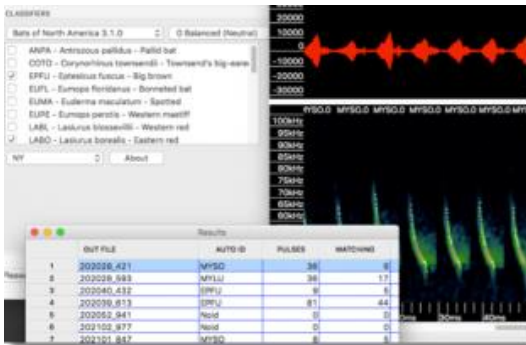 CLASSIFIERS
Bats of North America 3.1.0
0 Balanced (Neutral)
ANPA - Antrozous pallidus - Pallid bat
COTO - Corynorhinus townsendii - Townsend's big-eared
EPFU - Eptesicus fuscus - Big brown
EUFL - Eumops floridanus - Bonneted bat
EUMA - Euderma maculatum - Spotted
EUPE - Eumops perotis - Western mastiff
LABL - Lasiurus blossevillii - Western red
LABO - Lasiurus borealis - Eastern red
NY
About
20000
10000
0
-10000
-20000
-30000
MYSO.0 MYSO.0 MYSO.0 MYSO.0 MYSO.0
100kHz
95kHz
90kHz
85kHz
80kHz
75kHz
70kHz
65kHz
60kHz
30ms
40ms
Results
OUT FILE AUTO ID PULSES MATCHING
1 202028_421 MYSO 36
2 202028_593 MYLU 36 17
3 202040_432 EPFU 9 5
4 202039_613 EPFU 81 44
5 202052_941 Noid 0 0
6 202102_977 Noid 0 0
7 202101_847 MYSO 6 5